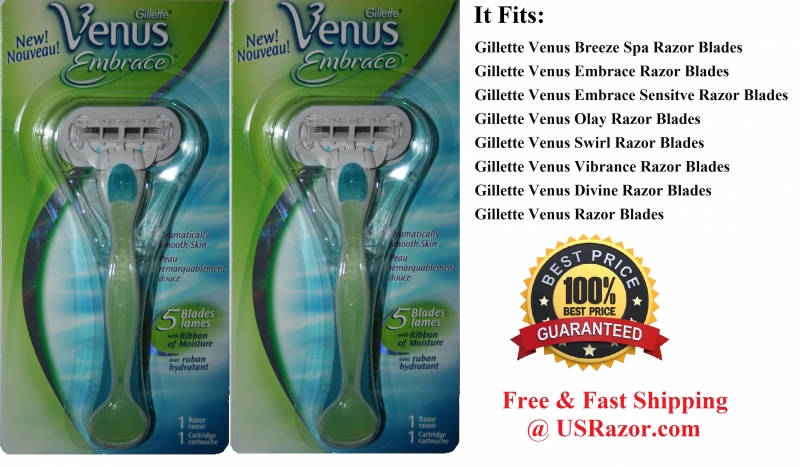 New!
Nouveau!
Gillette
Venus
Embrace™
Dramatically
Smooth Skin
Peau
remarquablement
douce
5 Blades
lames
with Ribbon
of Moisture
avec ruban
hydratant
1 Razor
rasoir
1 Cartridge
cartouche
New!
Nouveau!
Gillette
Venus
Embrace™
Dramatically
Smooth Skin
Peau
remarquablement
douce
5 Blades
lames
with Ribbon
of Moisture
avec ruban
hydratant
1 Razor
rasoir
1 Cartridge
cartouche
It Fits:
Gillette Venus Breeze Spa Razor Blades
Gillette Venus Embrace Razor Blades
Gillette Venus Embrace Sensitve Razor Blades
Gillette Venus Olay Razor Blades
Gillette Venus Swirl Razor Blades
Gillette Venus Vibrance Razor Blades
Gillette Venus Divine Razor Blades
Gillette Venus Razor Blades
BEST PRICE
100%
BEST PRICE
GUARANTEED
BEST PRICE
Free & Fast Shipping
@ USRazor.com